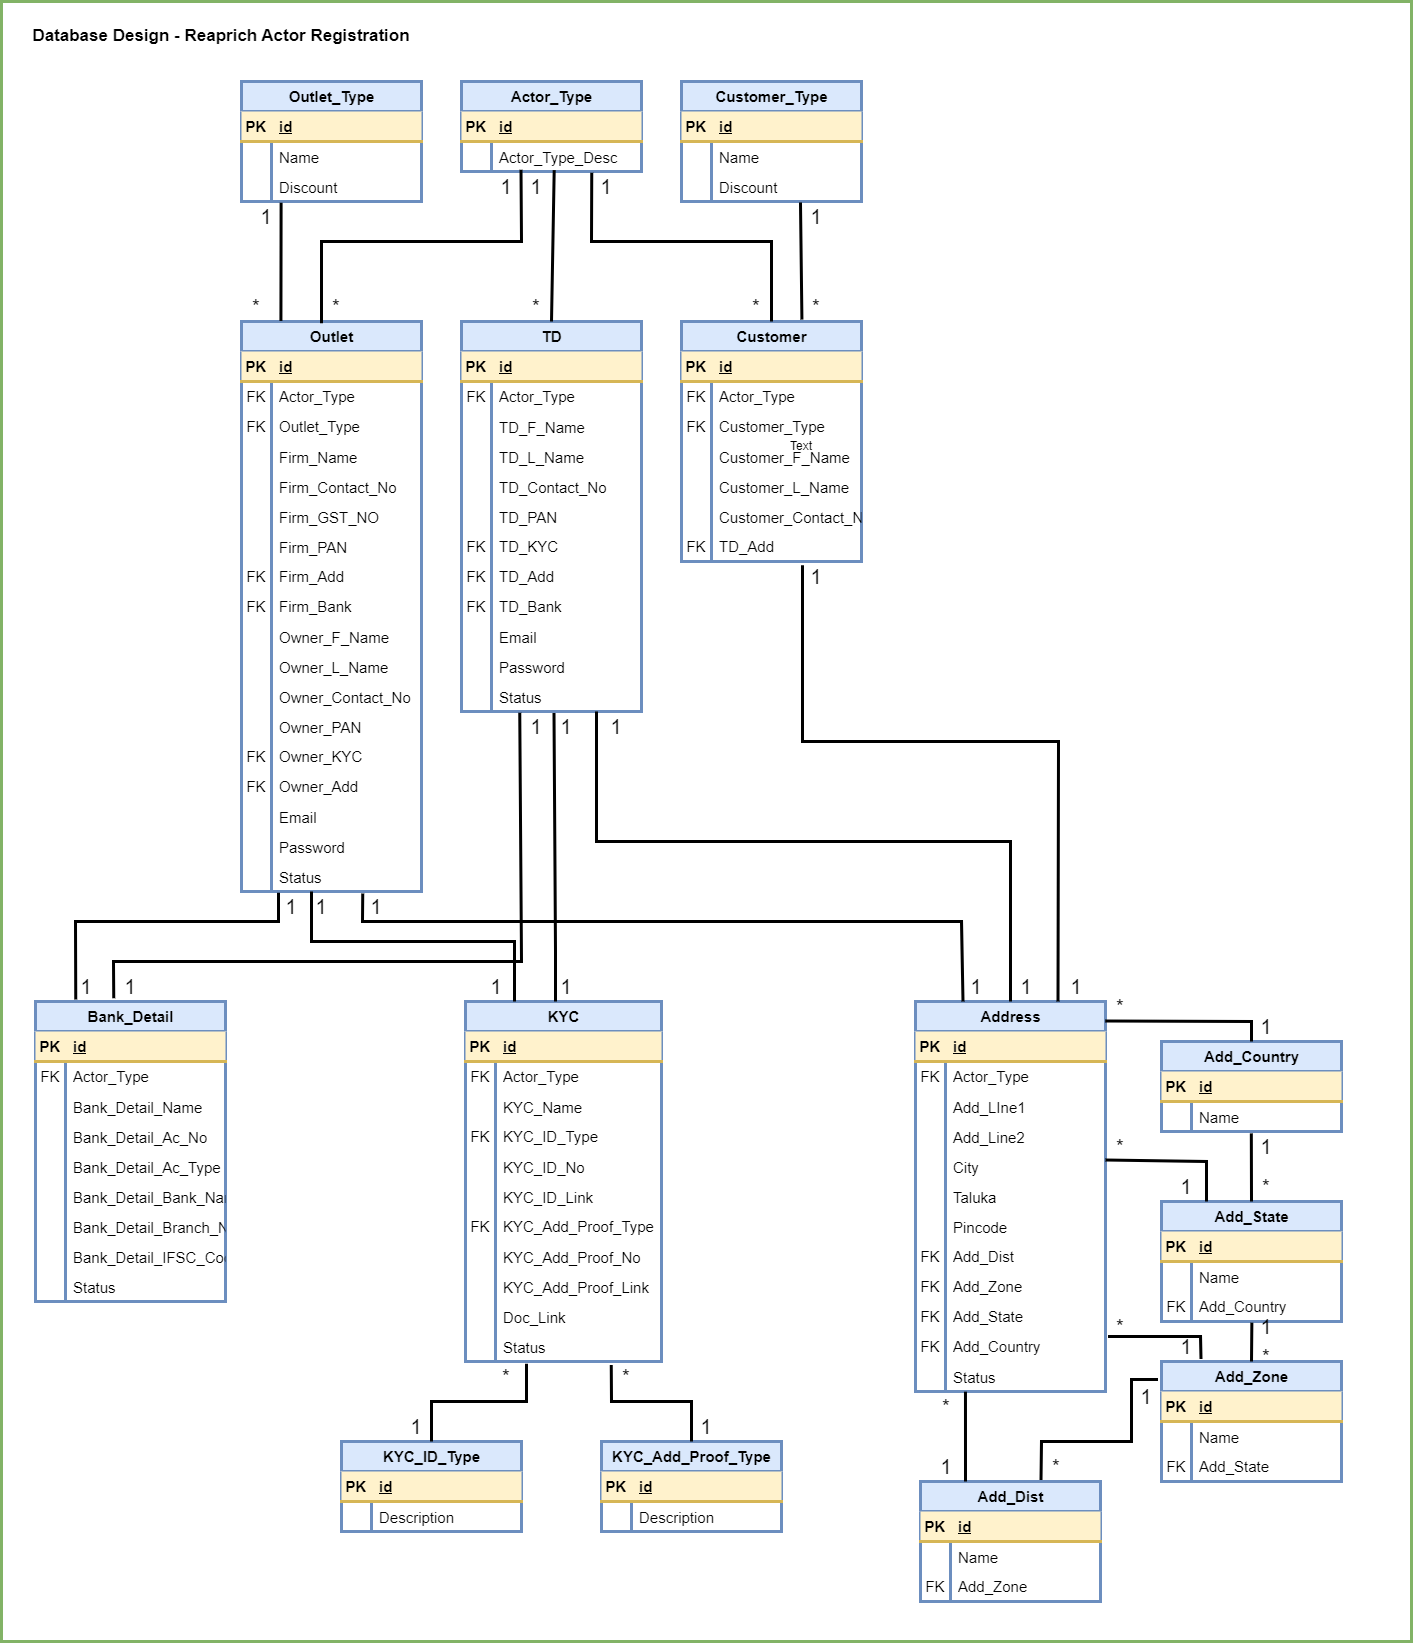 Database Design - Reaprich Actor Registration
Outlet_Type
PK id
Name
Discount
1
Actor_Type
PK id
Actor_Type_Desc
1 1 1
Customer_Type
PK id
Name
Discount
1
* * * * *
Outlet
PK id
FK Actor_Type
FK Outlet_Type
Firm_Name
Firm_Contact_No
Firm_GST_NO
Firm_PAN
FK Firm_Add
FK Firm_Bank
Owner_F_Name
Owner_L_Name
Owner_Contact_No
Owner_PAN
FK Owner_KYC
FK Owner_Add
Email
Password
Status
1 1 1
TD
PK id
FK Actor_Type
TD_F_Name
TD_L_Name
TD_Contact_No
TD_PAN
FK TD_KYC
FK TD_Add
FK TD_Bank
Email
Password
Status
1 1 1
Customer
PK id
FK Actor_Type
FK Customer_Type
Text
Customer_F_Name
Customer_L_Name
Customer_Contact_N
FK TD_Add
1
1 1 1 1 1 1 1
Bank_Detail
PK id
FK Actor_Type
Bank_Detail_Name
Bank_Detail_Ac_No
Bank_Detail_Ac_Type
Bank_Detail_Bank_Na
Bank_Detail_Branch_N
Bank_Detail_IFSC_Co
Status
KYC
PK id
FK Actor_Type
KYC_Name
FK KYC_ID_Type
KYC_ID_No
KYC_ID_Link
FK KYC_Add_Proof_Type
KYC_Add_Proof_No
KYC_Add_Proof_Link
Doc_Link
Status
* *
1 1
KYC_ID_Type
PK id
Description
KYC_Add_Proof_Type
PK id
Description
Address
PK id
FK Actor_Type
Add_LIne1
Add_Line2
City
Taluka
Pincode
FK Add_Dist
FK Add_Zone
FK Add_State
FK Add_Country
Status
*
1
*
1
Add_Country
PK id
Name
1
*
*
1
Add_State
PK id
Name
FK Add_Country
1
*
*
1
Add_Zone
PK id
Name
FK Add_State
1
*
Add_Dist
PK id
Name
FK Add_Zone